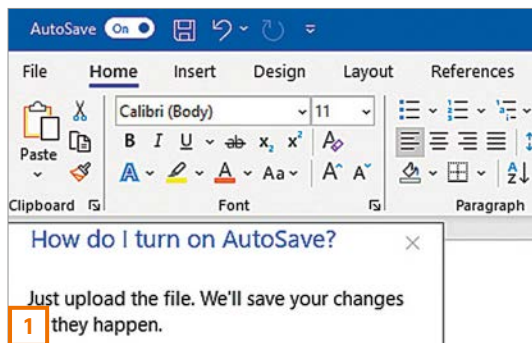 AutoSave On
File Home Insert Design Layout References
Calibri (Body) 11
Paste
B I U ab x₂ x² A
A A Aa A A
Clipboard Font Paragraph
How do I turn on AutoSave?
Just upload the file. We'll save your changes
1 they happen.